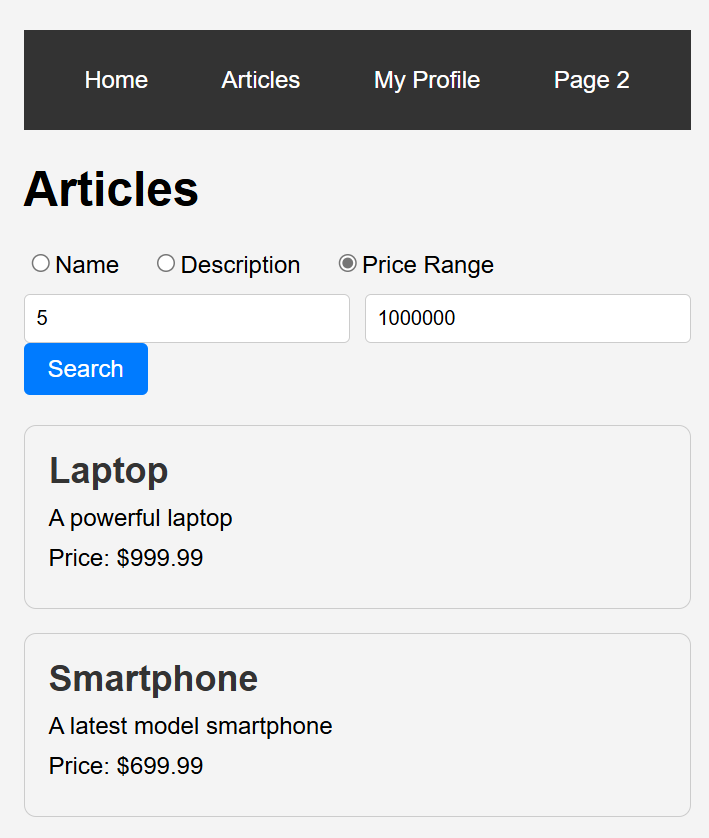 Home Articles My Profile Page 2
Articles
Name Description Price Range
5 1000000
Search
Laptop
A powerful laptop
Price: $999.99
Smartphone
A latest model smartphone
Price: $699.99